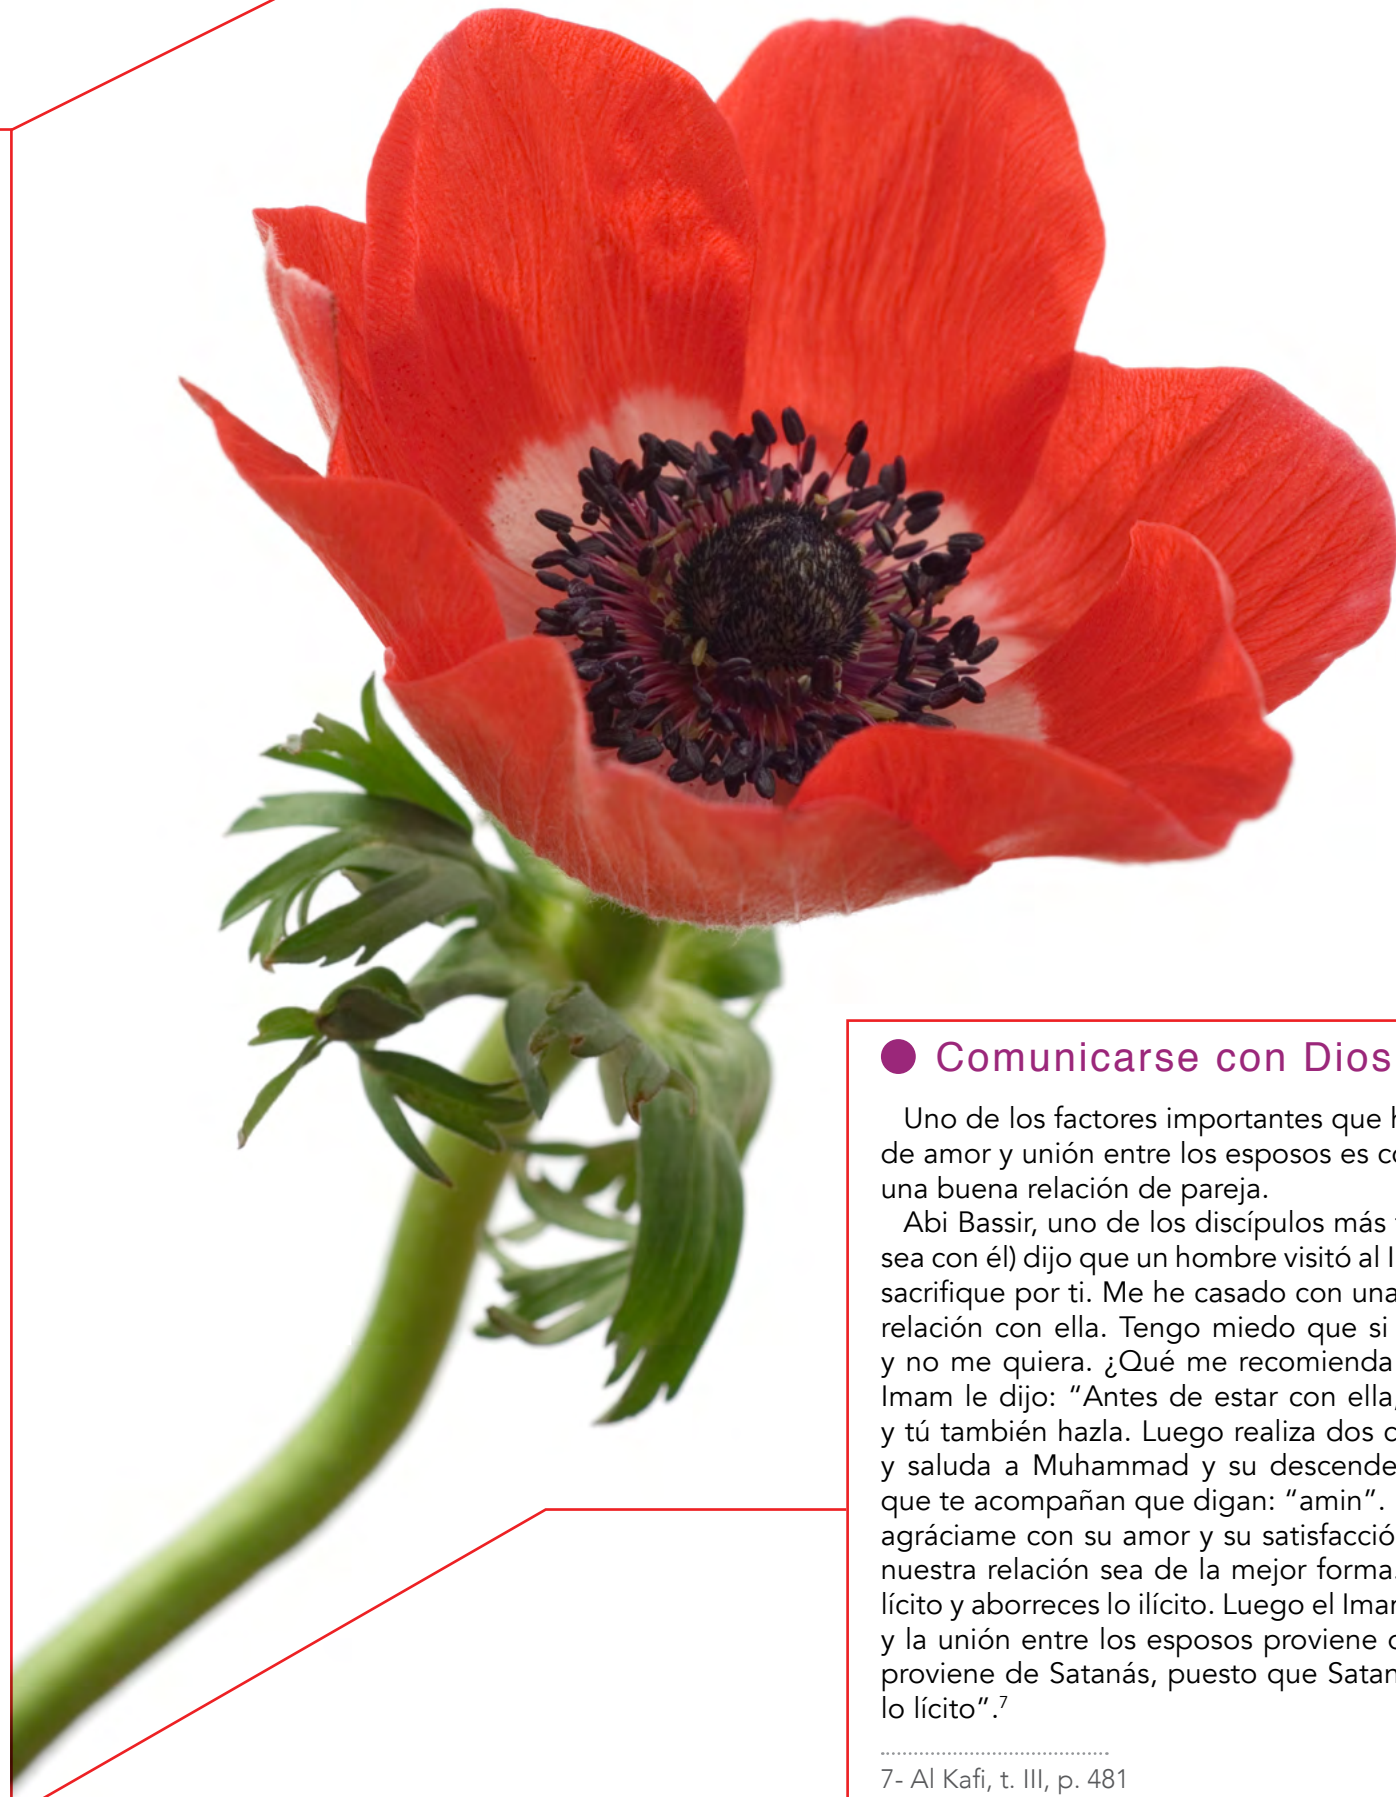 Comunicarse con Dios
Uno de los factores importantes que
de amor y unión entre los esposos es
una buena relación de pareja.
Abi Bassir, uno de los discípulos más
sea con él) dijo que un hombre visitó al
sacrifique por ti. Me he casado con una
relación con ella. Tengo miedo que si
y no me quiera. ¿Qué me recomienda
Imam le dijo: “Antes de estar con ella,
y tú también hazla. Luego realiza dos
y saluda a Muhammad y su
que te acompañan que digan: “amin”.
agráciame con su amor y su
nuestra relación sea de la mejor forma.
lícito y aborreces lo ilícito. Luego el
y la unión entre los esposos proviene
proviene de Satanás, puesto que
lo lícito”.7
7- Al Kafi, t. III, p. 481